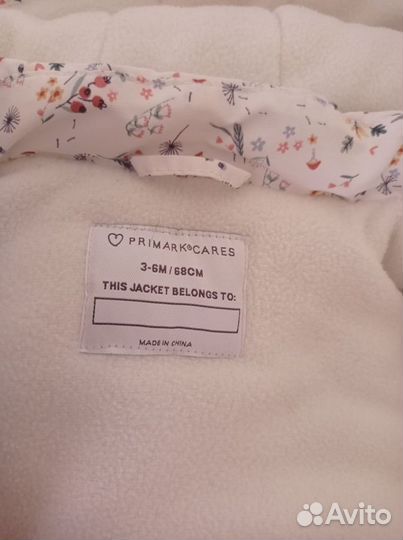 ♡ PRIMARK®CARES
3-6M/68CM
THIS JACKET BELONGS TO:
MADE IN CHINA
Avito